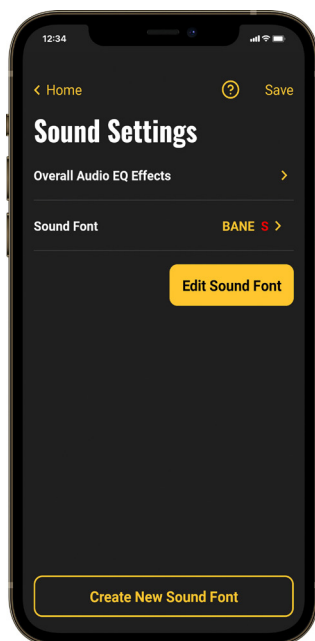 12:34
< Home ? Save
Sound Settings
Overall Audio EQ Effects >
Sound Font BANE S >
Edit Sound Font
Create New Sound Font